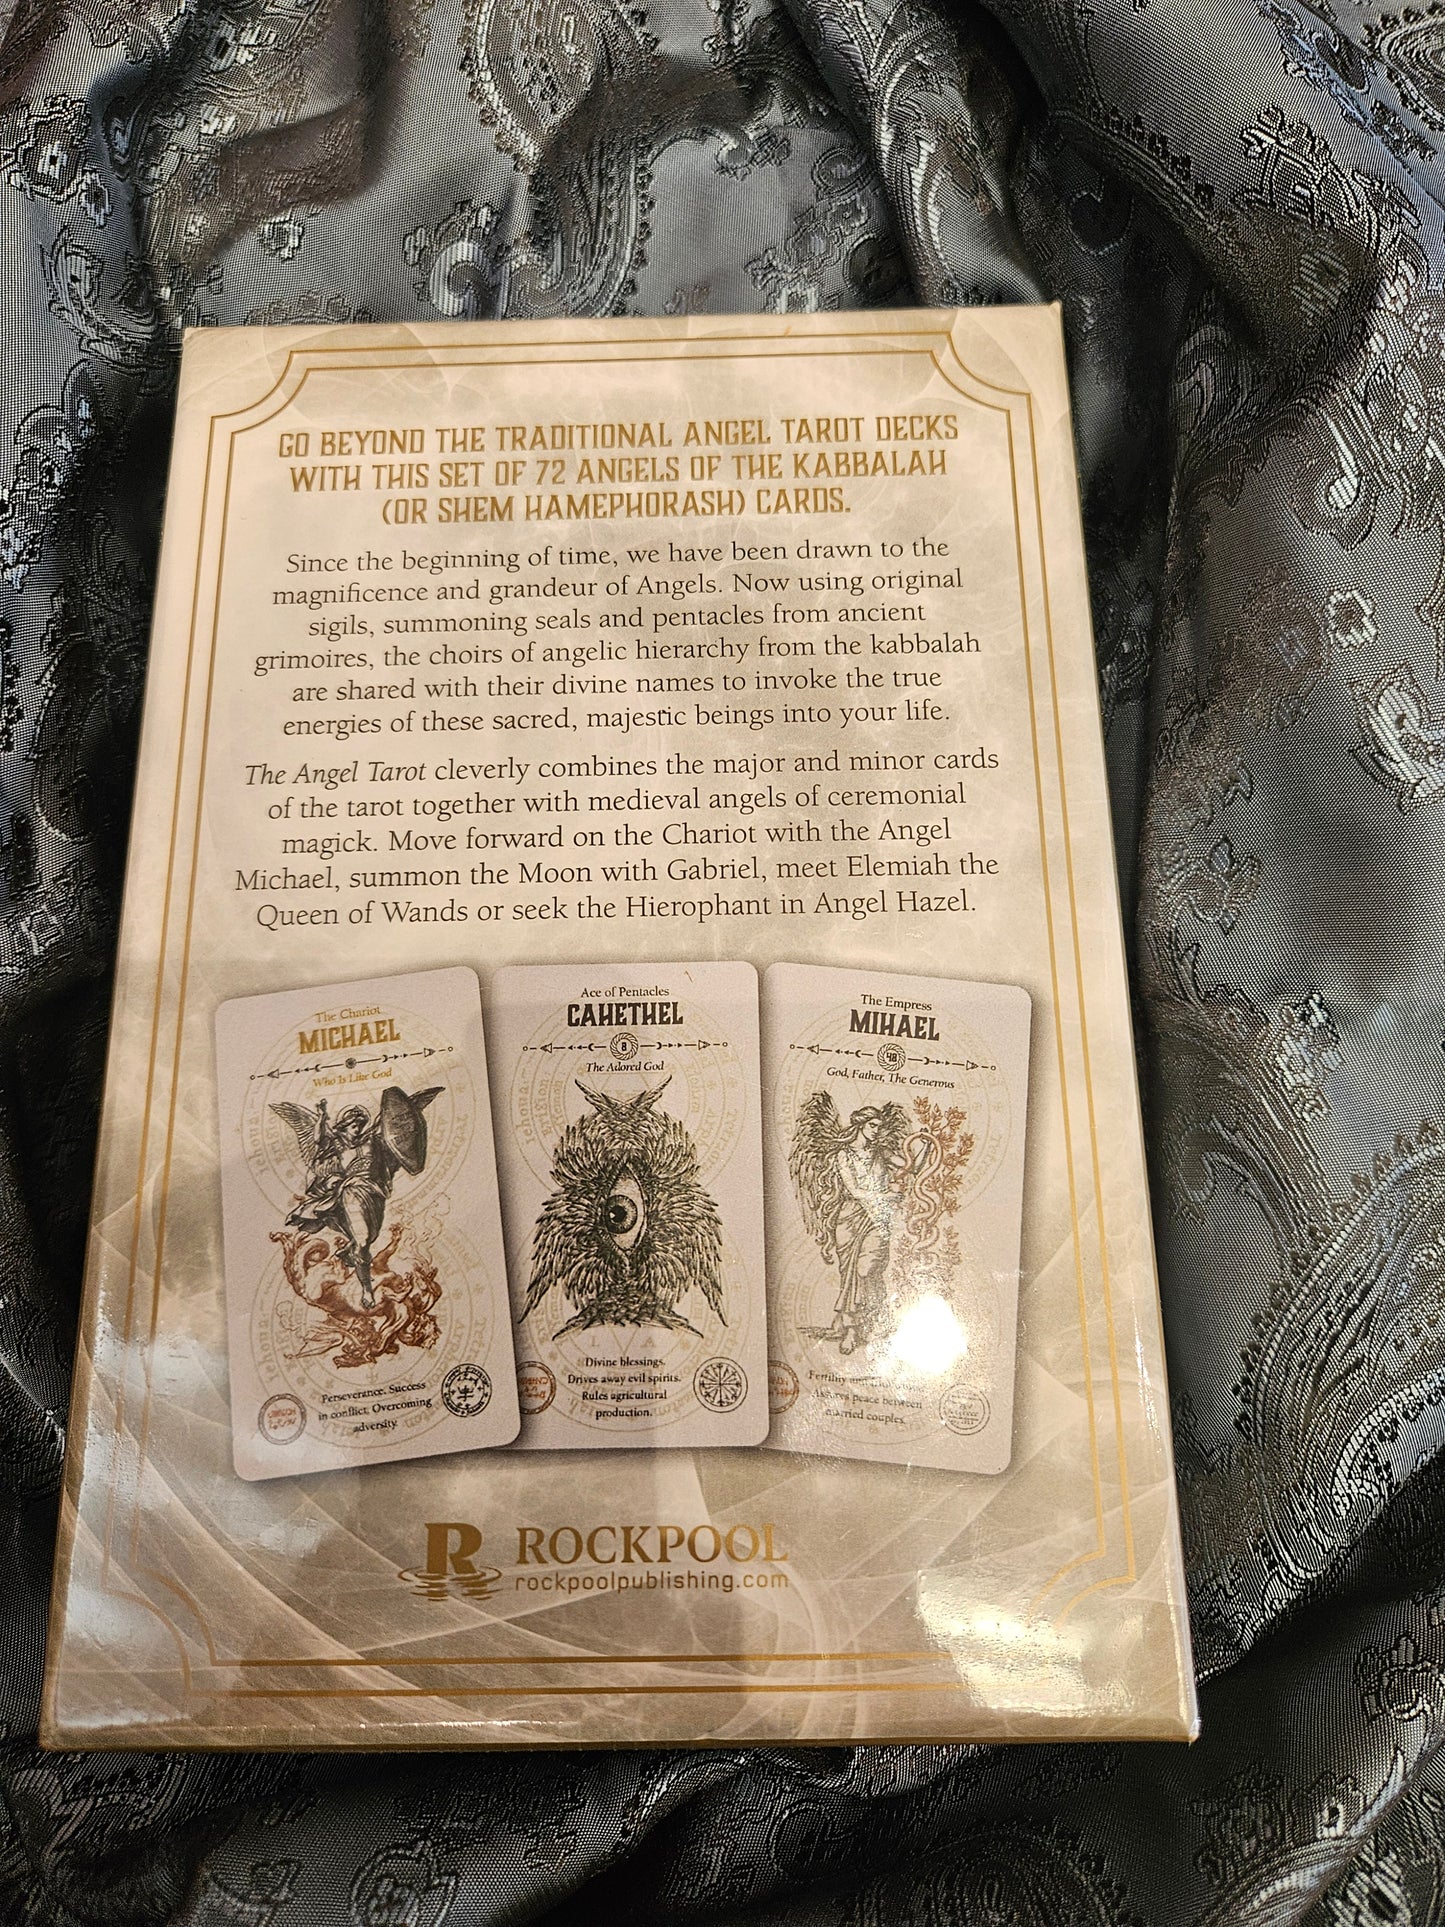 GO BEYOND THE TRADITIONAL ANGEL TAROT DECKS
WITH THIS SET OF 72 ANGELS OF THE KABBALAH
(OR SHEM HAMEPHORASH) CARDS.
Since the beginning of time, we have been drawn to the
magnificence and grandeur of Angels. Now using original
sigils, summoning seals and pentacles from ancient
grimoires, the choirs of angelic hierarchy from the kabbalah
are shared with their divine names to invoke the true
energies of these sacred, majestic beings into your life.
The Angel Tarot cleverly combines the major and minor cards
of the tarot together with medieval angels of ceremonial
magick. Move forward on the Chariot with the Angel
Michael, summon the Moon with Gabriel, meet Elemiah the
Queen of Wands or seek the Hierophant in Angel Hazel.
The Chariot
MICHAEL
Who Is Like God
Perseverance. Success
in conflict. Overcoming
adversity.
Ace of Pentacles
CAHETHEL
8
The Adored God
L A
Divine blessings.
Drives away evil spirits.
Rules agricultural
production.
The Empress
MIHAEL
48
God, Father, The Generous
Fertility
peace between
married couples.
R ROCKPOOL
rockpoolpublishing.com